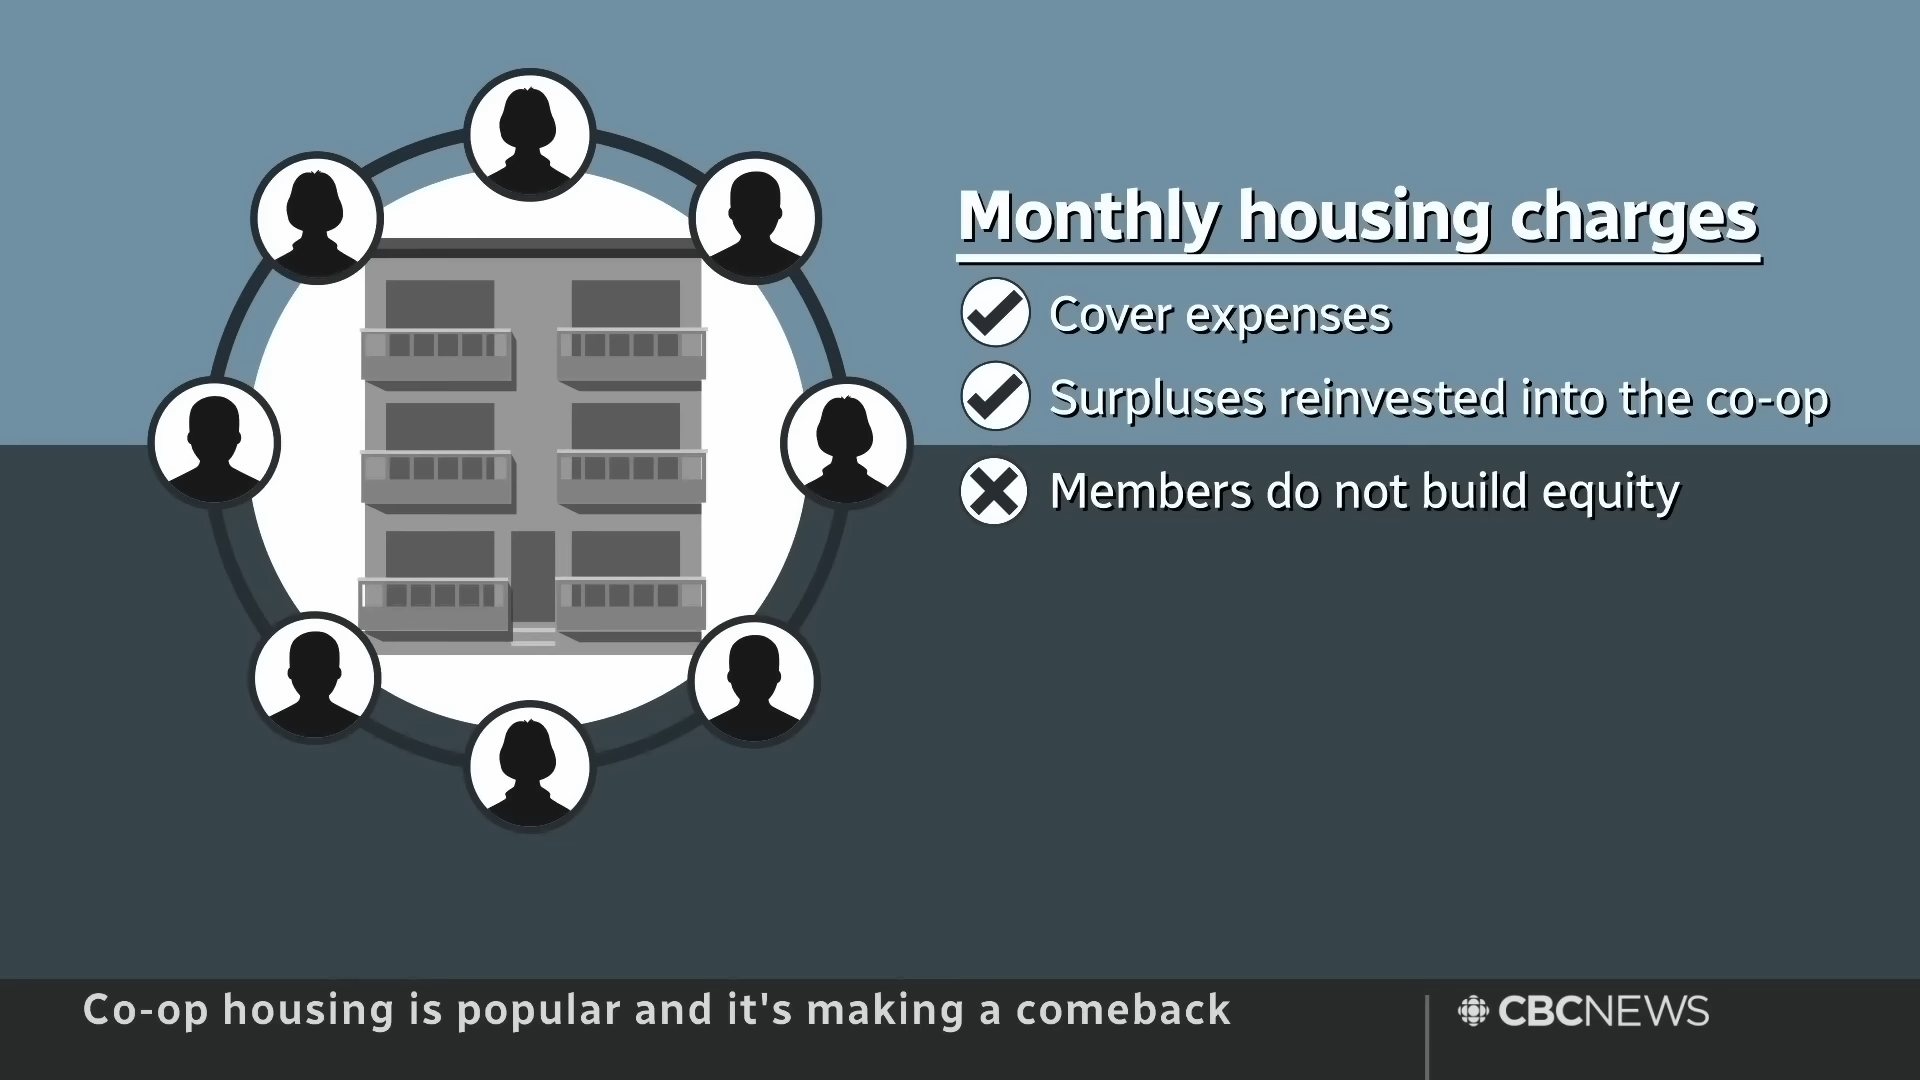 Monthly housing charges
Cover expenses
Surpluses reinvested into the co-op
Members do not build equity
Co-op housing is popular and it's making a comeback
CBCNEWS